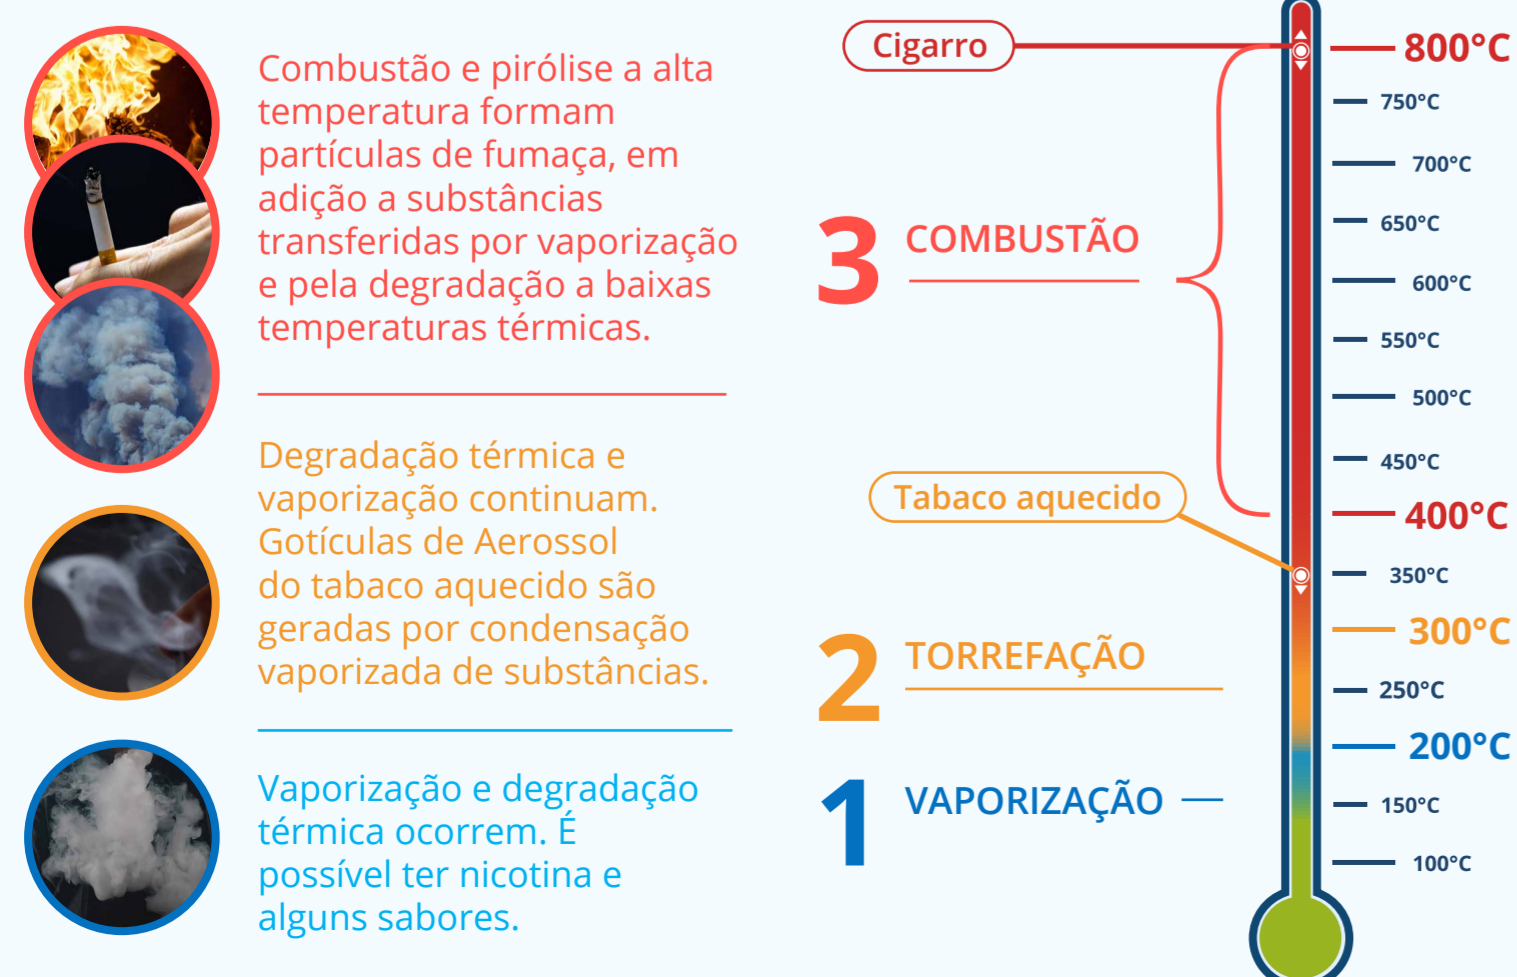 Combustão e pirólise a alta
temperatura formam
partículas de fumaça, em
adição a substâncias
transferidas por vaporização
e pela degradação a baixas
temperaturas térmicas.
Degradação térmica e
vaporização continuam.
Gotículas de Aerossol
do tabaco aquecido são
geradas por condensação
vaporizada de substâncias.
Vaporização e degradação
térmica ocorrem. É
possível ter nicotina e
alguns sabores.
Cigarro
3 COMBUSTÃO
Tabaco aquecido
2 TORREFAÇÃO
1 VAPORIZAÇÃO
800°C
750°C
700°C
650°C
600°C
550°C
500°C
450°C
400°C
350°C
300°C
250°C
200°C
150°C
100°C